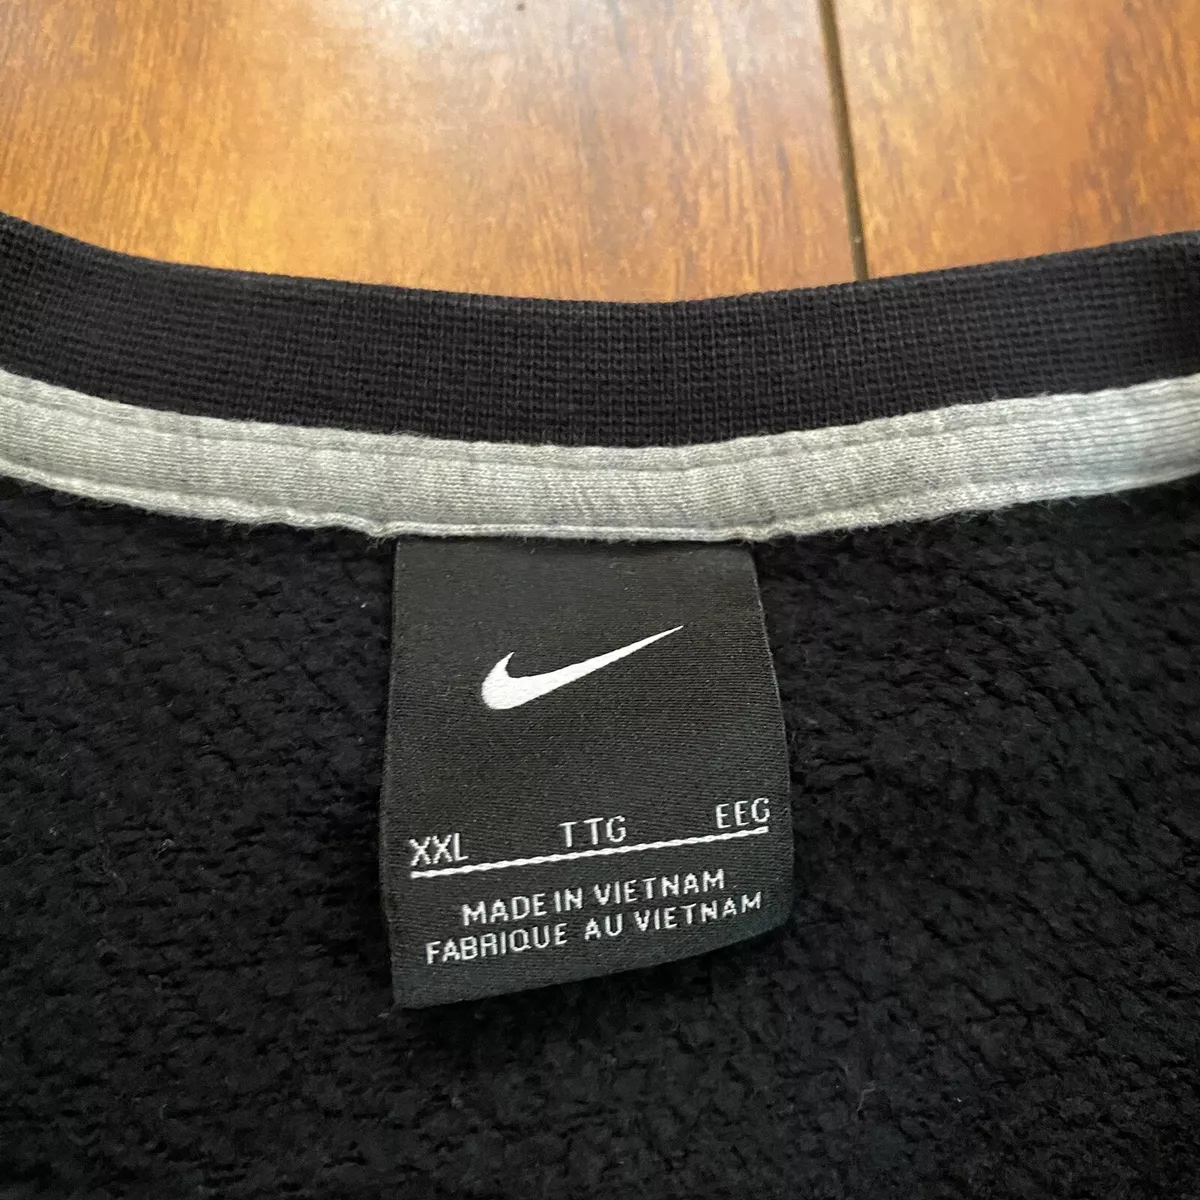 XXL TTG EEG
MADE IN VIETNAM
FABRIQUE AU VIETNAM